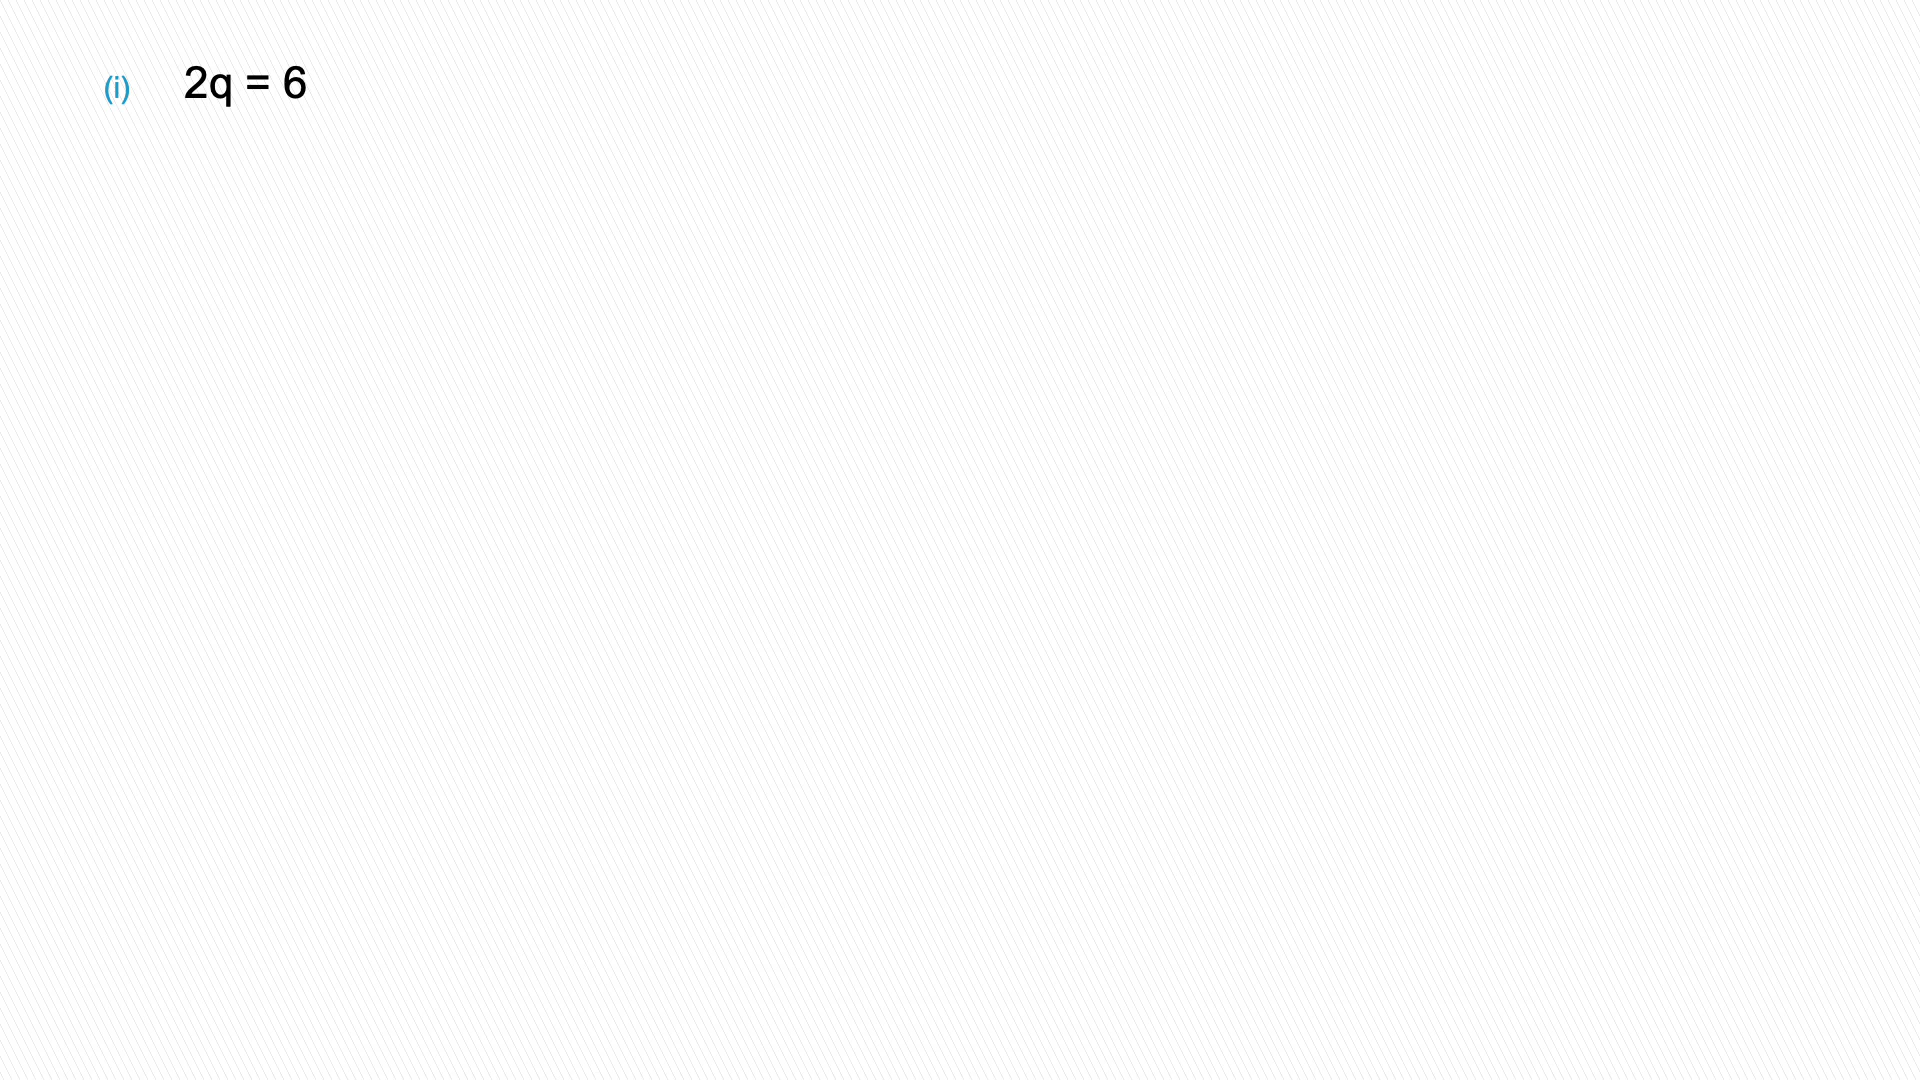 (i) 2q = 6